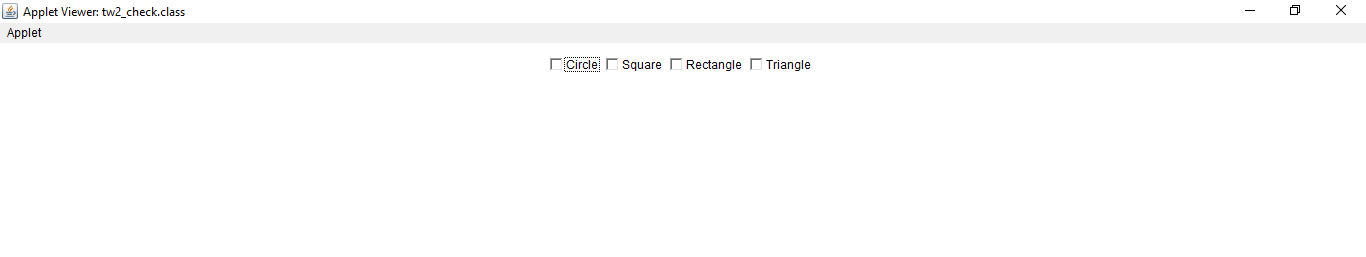 Applet Viewer: tw2_check.class
Applet
Circle Square Rectangle Triangle